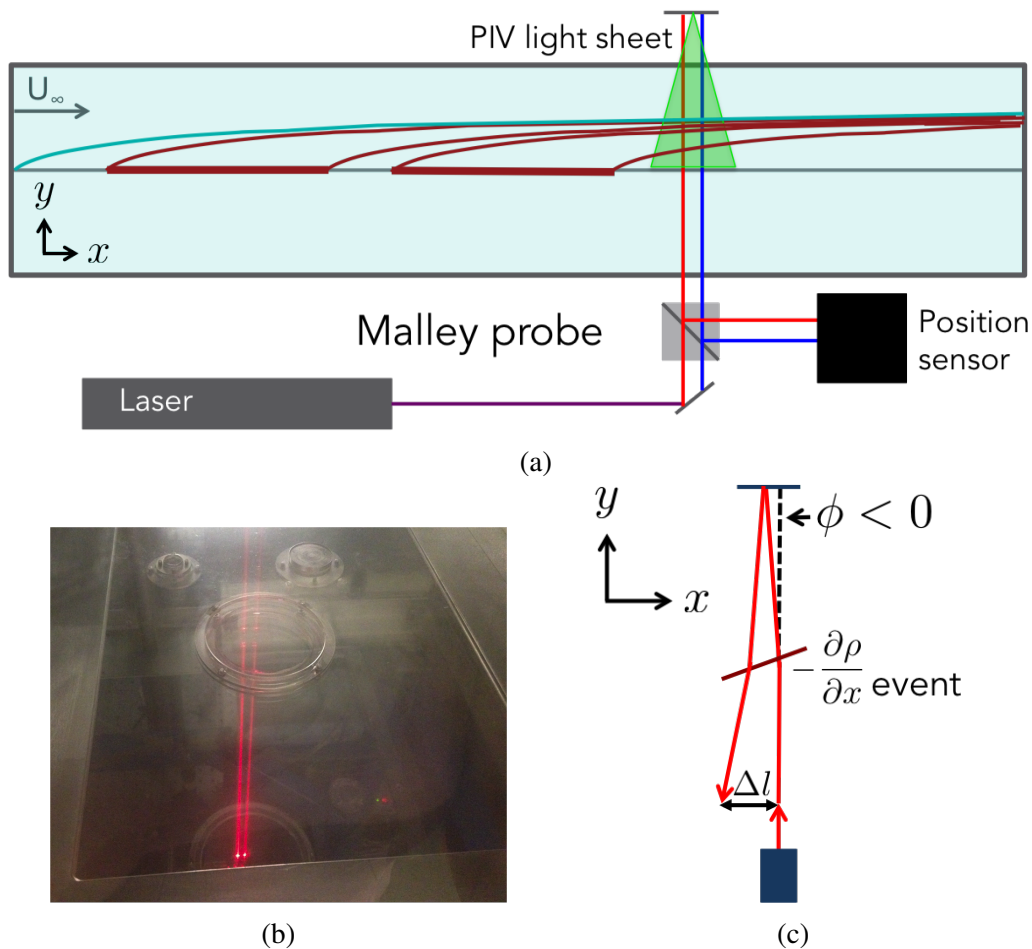 PIV light sheet
U∞
y
x
Malley probe
Position
sensor
Laser
(a)
y
ϕ < 0
x
− ∂ρ/∂x event
Δl
(b)
(c)